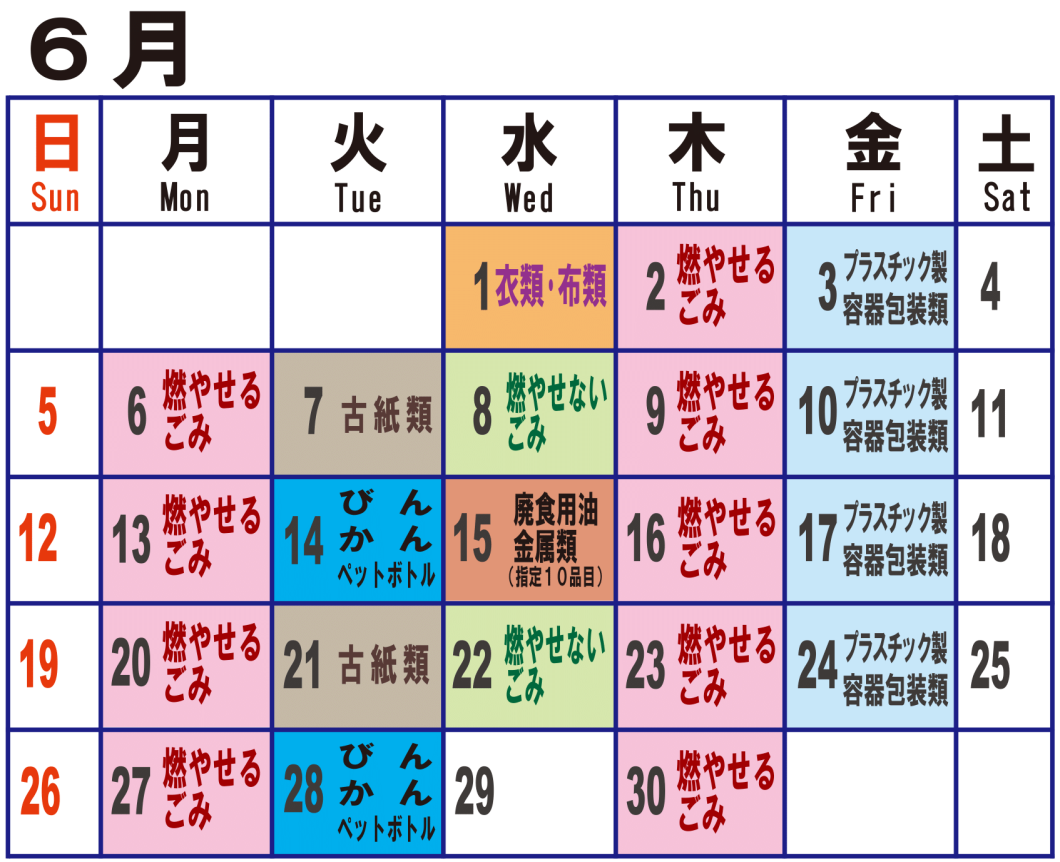 6月
日 月 火 水 木 金 土
Sun Mon Tue Wed Thu Fri Sat
1 衣類・布類
2 燃やせる
ごみ
3 プラスチック製
容器包装類
4
5
6 燃やせる
ごみ
7 古紙類
8 燃やせない
ごみ
9 燃やせる
ごみ
10 プラスチック製
容器包装類
11
12
13 燃やせる
ごみ
14 びん
かん
ペットボトル
15 廃食用油
金属類
(指定10品目)
16 燃やせる
ごみ
17 プラスチック製
容器包装類
18
19
20 燃やせる
ごみ
21 古紙類
22 燃やせない
ごみ
23 燃やせる
ごみ
24 プラスチック製
容器包装類
25
26
27 燃やせる
ごみ
28 びん
かん
ペットボトル
29
30 燃やせる
ごみ